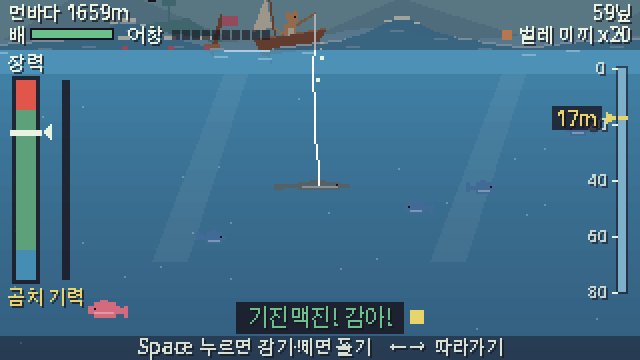 먼바다 1659m
59닢
배
어창
벌레 미끼 x20
장력
0
17m
40
60
80
곰치 기력
기진맥진! 감아!
Space 누르면 감기·떼면 풀기 ←→ 따라가기